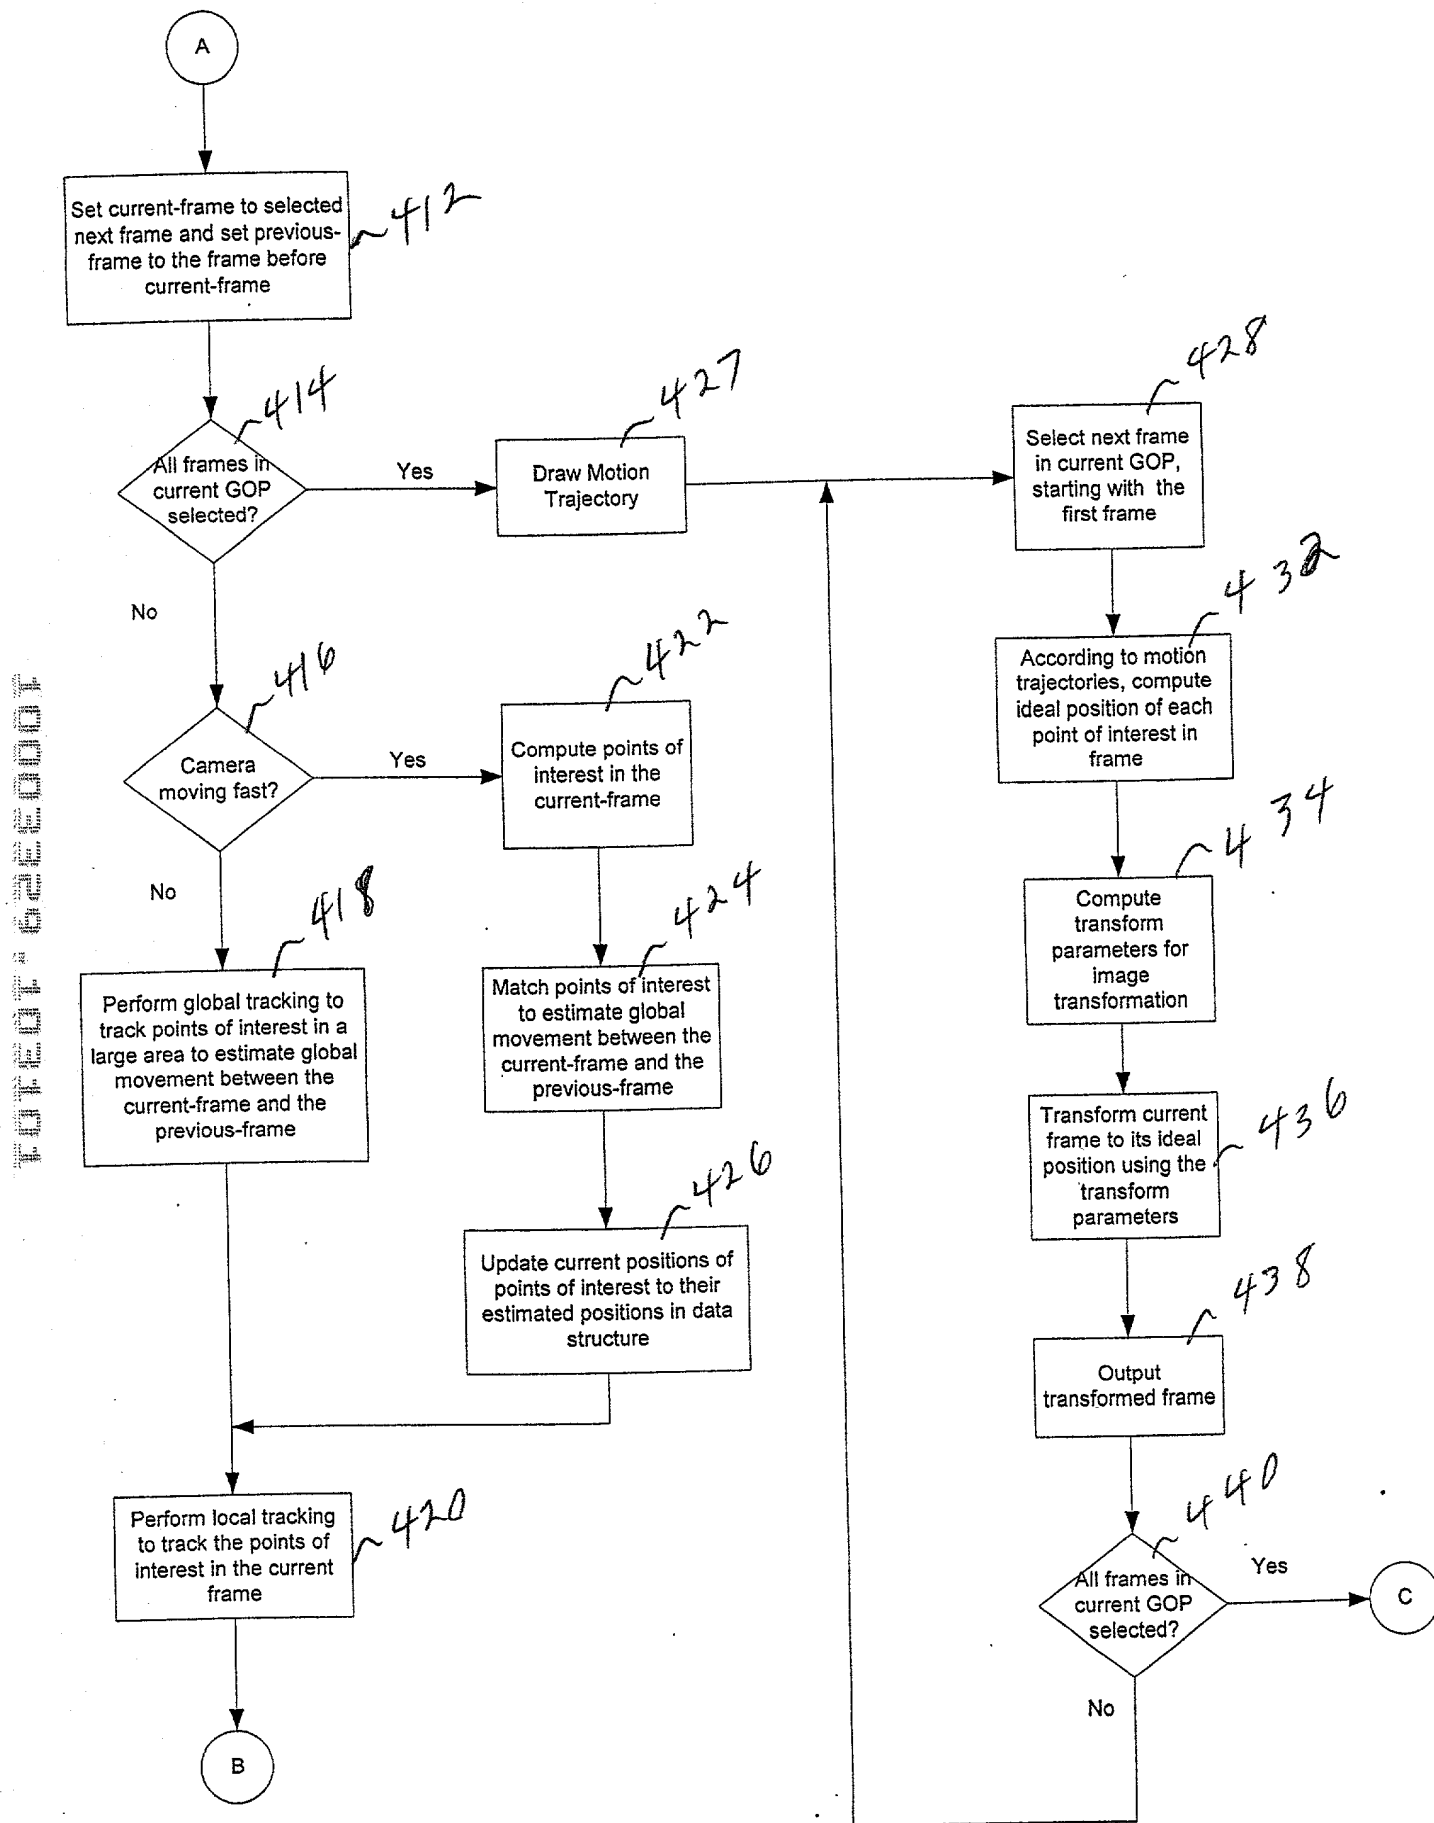 A
Set current-frame to selected
next frame and set previous-
frame to the frame before
current-frame
412
All frames in
current GOP
selected?
414
Yes
No
Draw Motion
Trajectory
427
Select next frame
in current GOP,
starting with the
first frame
428
Camera
moving fast?
416
Yes
No
Compute points of
interest in the
current-frame
422
According to motion
trajectories, compute
ideal position of each
point of interest in
frame
432
Perform global tracking to
track points of interest in a
large area to estimate global
movement between the
current-frame and the
previous-frame
418
Match points of interest
to estimate global
movement between the
current-frame and the
previous-frame
424
Compute
transform
parameters for
image
transformation
434
Update current positions of
points of interest to their
estimated positions in data
structure
426
Transform current
frame to its ideal
position using the
transform
parameters
436
Output
transformed frame
438
Perform local tracking
to track the points of
interest in the current
frame
420
All frames in
current GOP
selected?
440
Yes
No
B
C